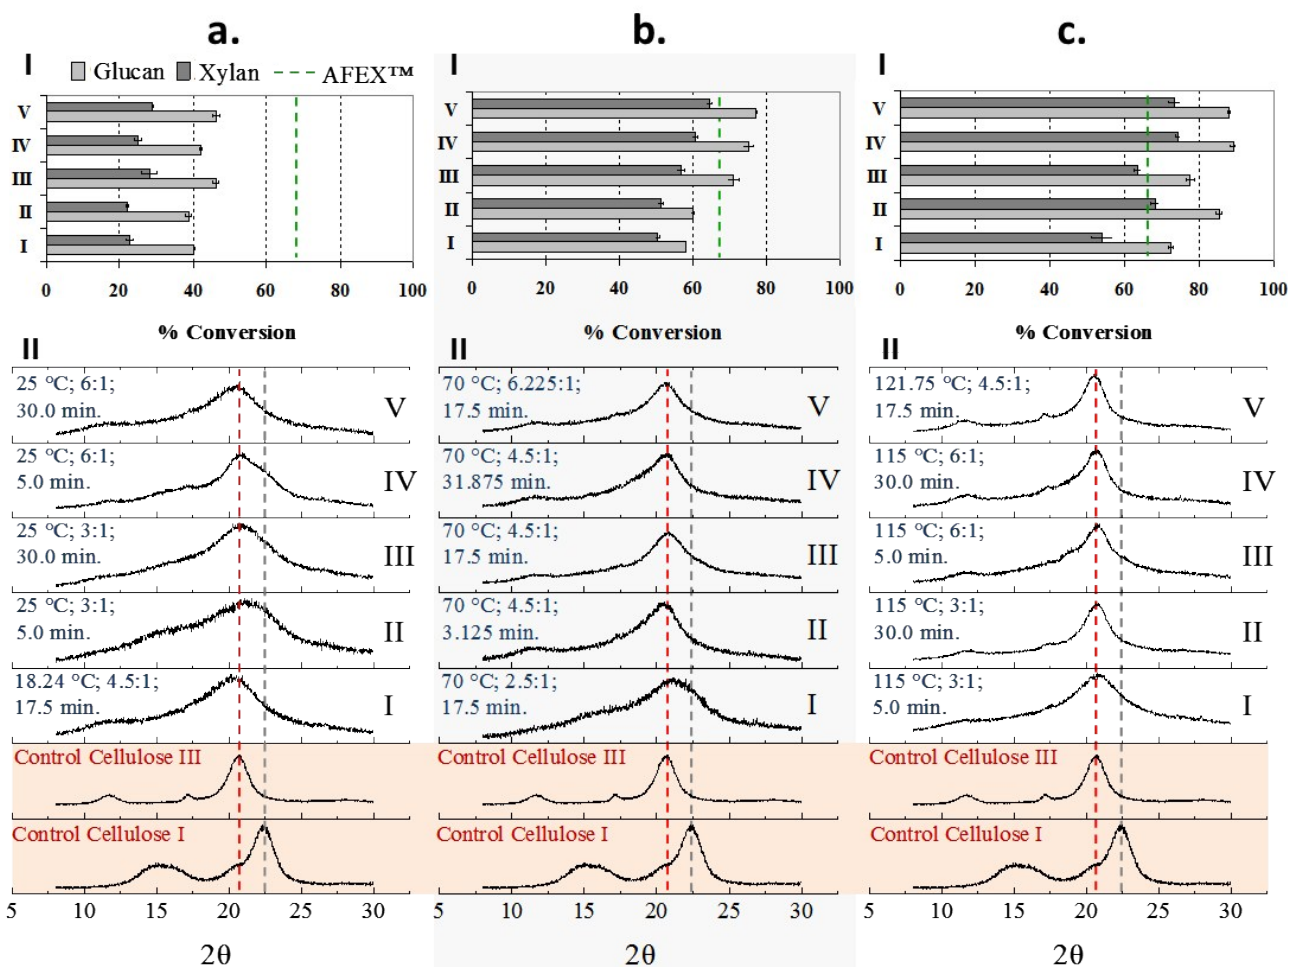 a.
b.
c.
I
Glucan Xylan AFEX™
V
IV
III
II
I
0 20 40 60 80 100
% Conversion
I
V
IV
III
II
I
0 20 40 60 80 100
% Conversion
I
V
IV
III
II
I
0 20 40 60 80 100
% Conversion
II
25 °C; 6:1;
30.0 min.
V
25 °C; 6:1;
5.0 min.
IV
25 °C; 3:1;
30.0 min.
III
25 °C; 3:1;
5.0 min.
II
18.24 °C; 4.5:1;
17.5 min.
I
Control Cellulose III
Control Cellulose I
5 10 15 20 25 30
2θ
II
70 °C; 6.225:1;
17.5 min.
V
70 °C; 4.5:1;
31.875 min.
IV
70 °C; 4.5:1;
17.5 min.
III
70 °C; 4.5:1;
3.125 min.
II
70 °C; 2.5:1;
17.5 min.
I
Control Cellulose III
Control Cellulose I
10 15 20 25 30
2θ
II
121.75 °C; 4.5:1;
17.5 min.
V
115 °C; 6:1;
30.0 min.
IV
115 °C; 6:1;
5.0 min.
III
115 °C; 3:1;
30.0 min.
II
115 °C; 3:1;
5.0 min.
I
Control Cellulose III
Control Cellulose I
10 15 20 25 30
2θ